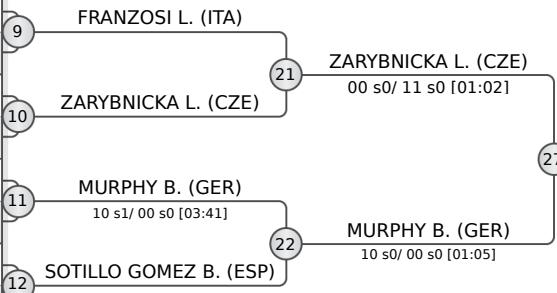 FRANZOSI L. (ITA)
9
21
ZARYBNICKA L. (CZE)
00 s0/ 11 s0 [01:02]
ZARYBNICKA L. (CZE)
10
27
MURPHY B. (GER)
11
10 s1/ 00 s0 [03:41]
22
MURPHY B. (GER)
10 s0/ 00 s0 [01:05]
SOTILLO GOMEZ B. (ESP)
12